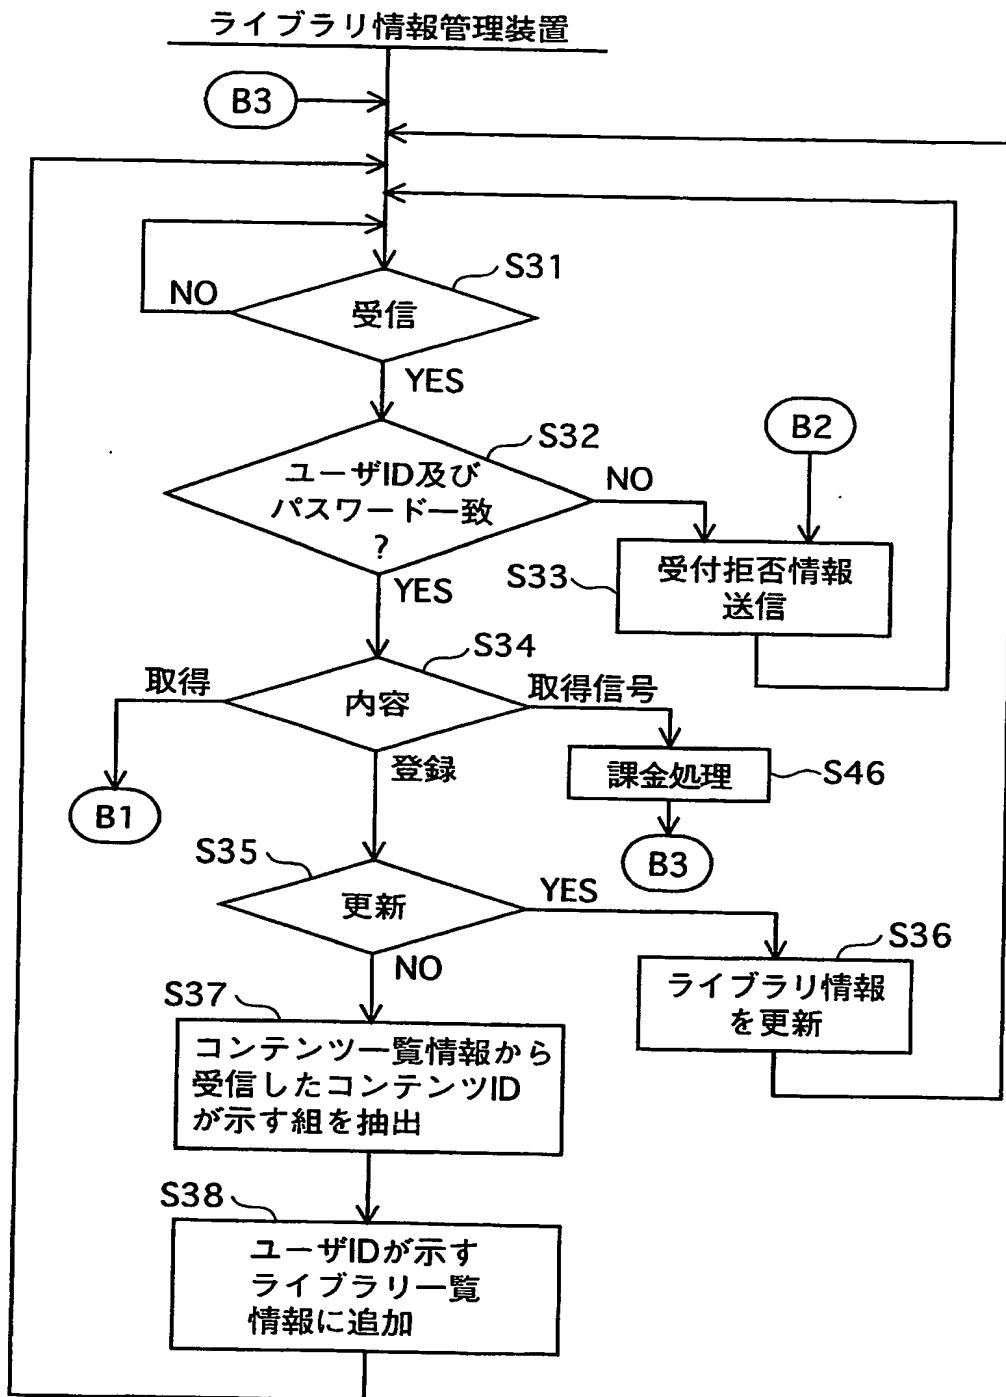 ライブラリ情報管理装置
B3
S31
NO
受信
YES
S32
B2
ユーザID及び
パスワード一致
?
NO
YES
S33
受付拒否情報
送信
S34
取得
内容
取得信号
登録
課金処理
S46
B1
B3
S35
更新
YES
NO
S36
ライブラリ情報
を更新
S37
コンテンツ一覧情報から
受信したコンテンツID
が示す組を抽出
S38
ユーザIDが示す
ライブラリ一覧
情報に追加